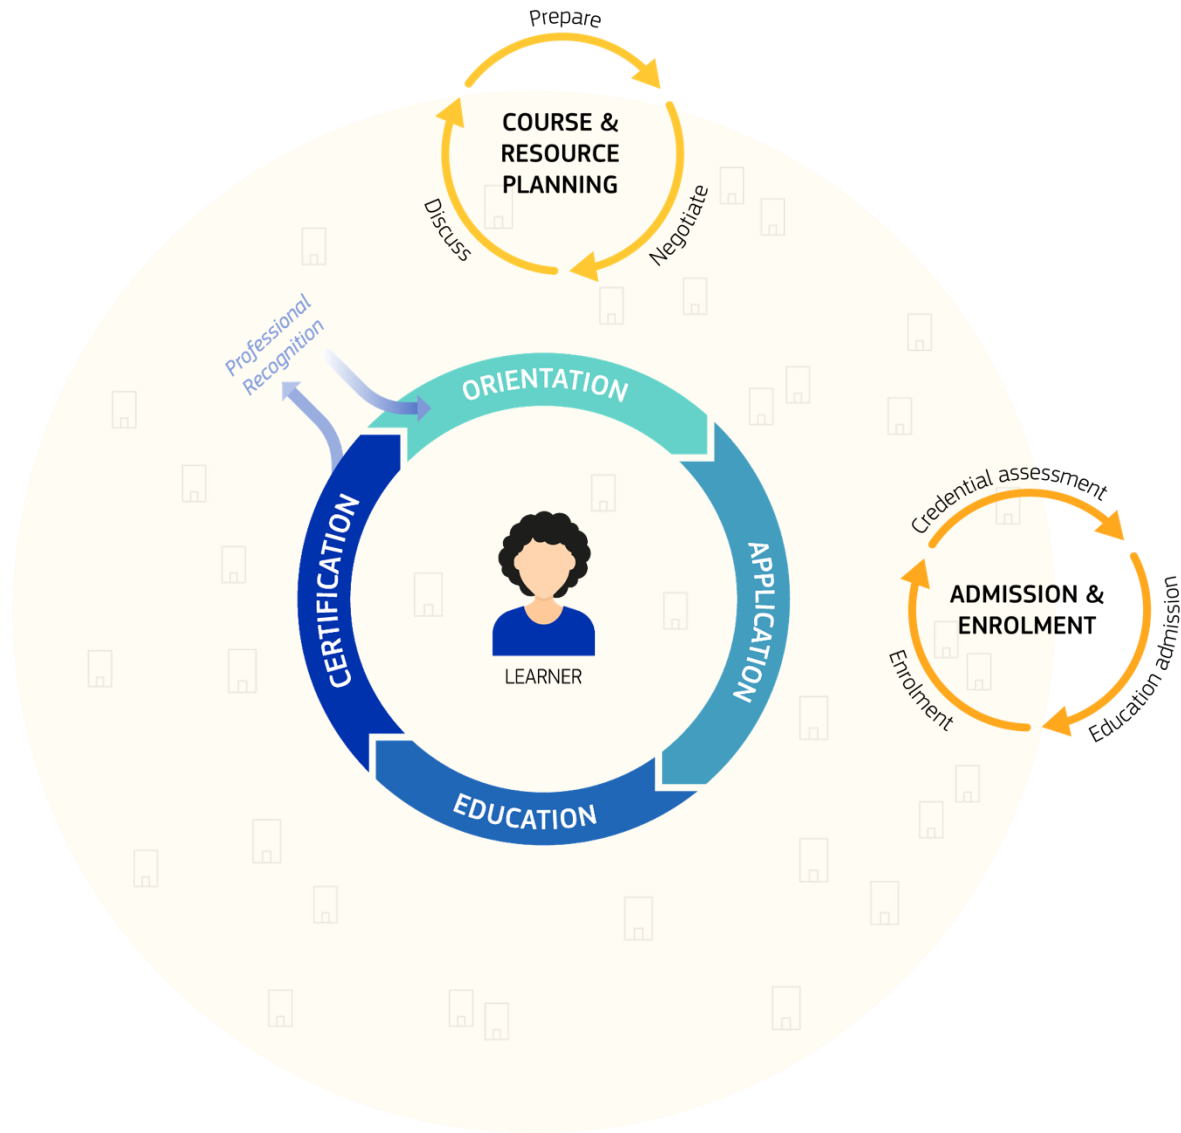 Prepare
COURSE &
RESOURCE
PLANNING
Discuss
Negotiate
Professional
Recognition
ORIENTATION
Credential assessment
CERTIFICATION
APPLICATION
ADMISSION &
ENROLMENT
Education admission
Enrolment
LEARNER
EDUCATION